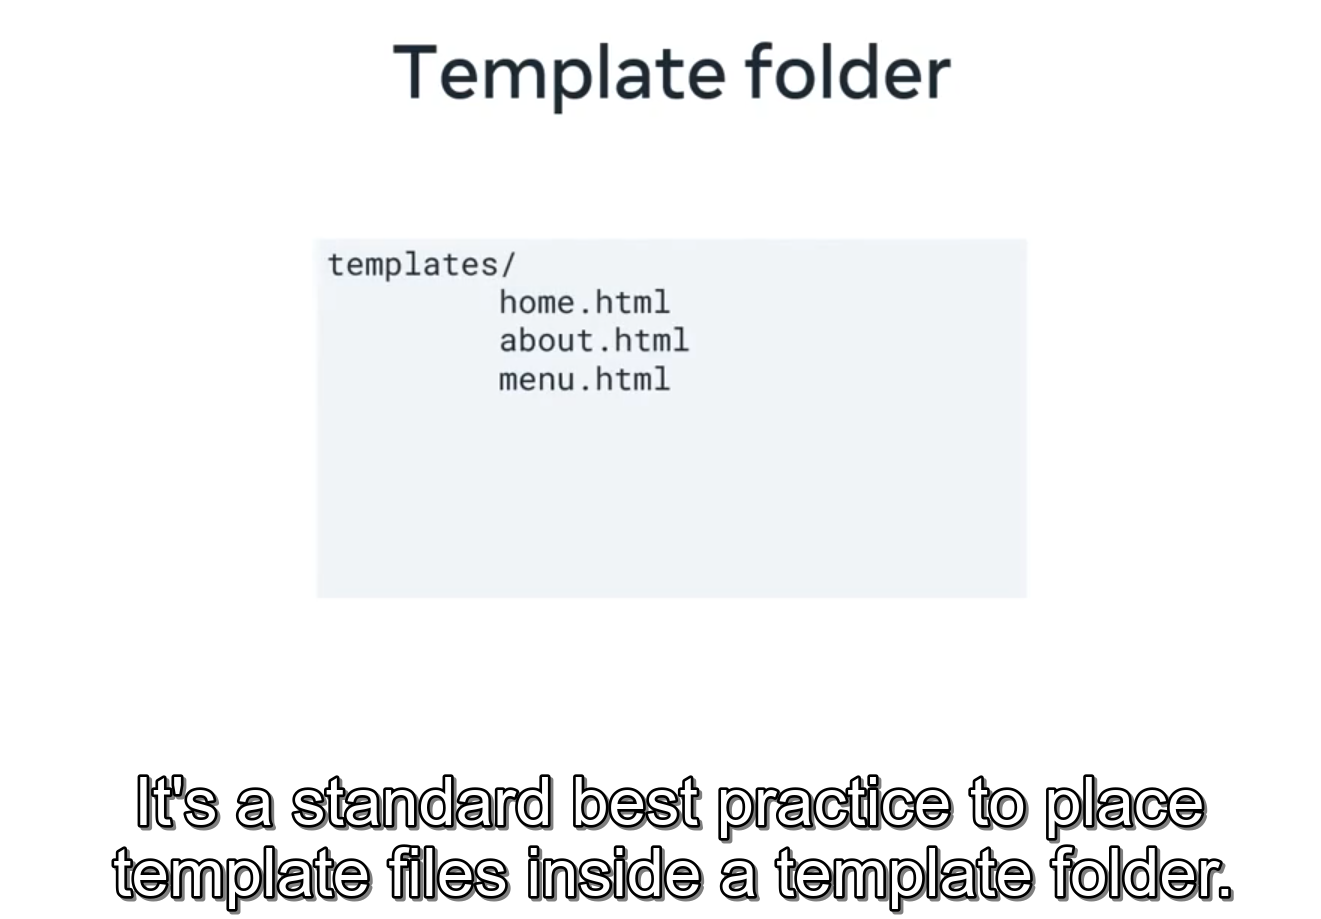 Template folder
templates/
home.html
about.html
menu.html
It's a standard best practice to place
template files inside a template folder.